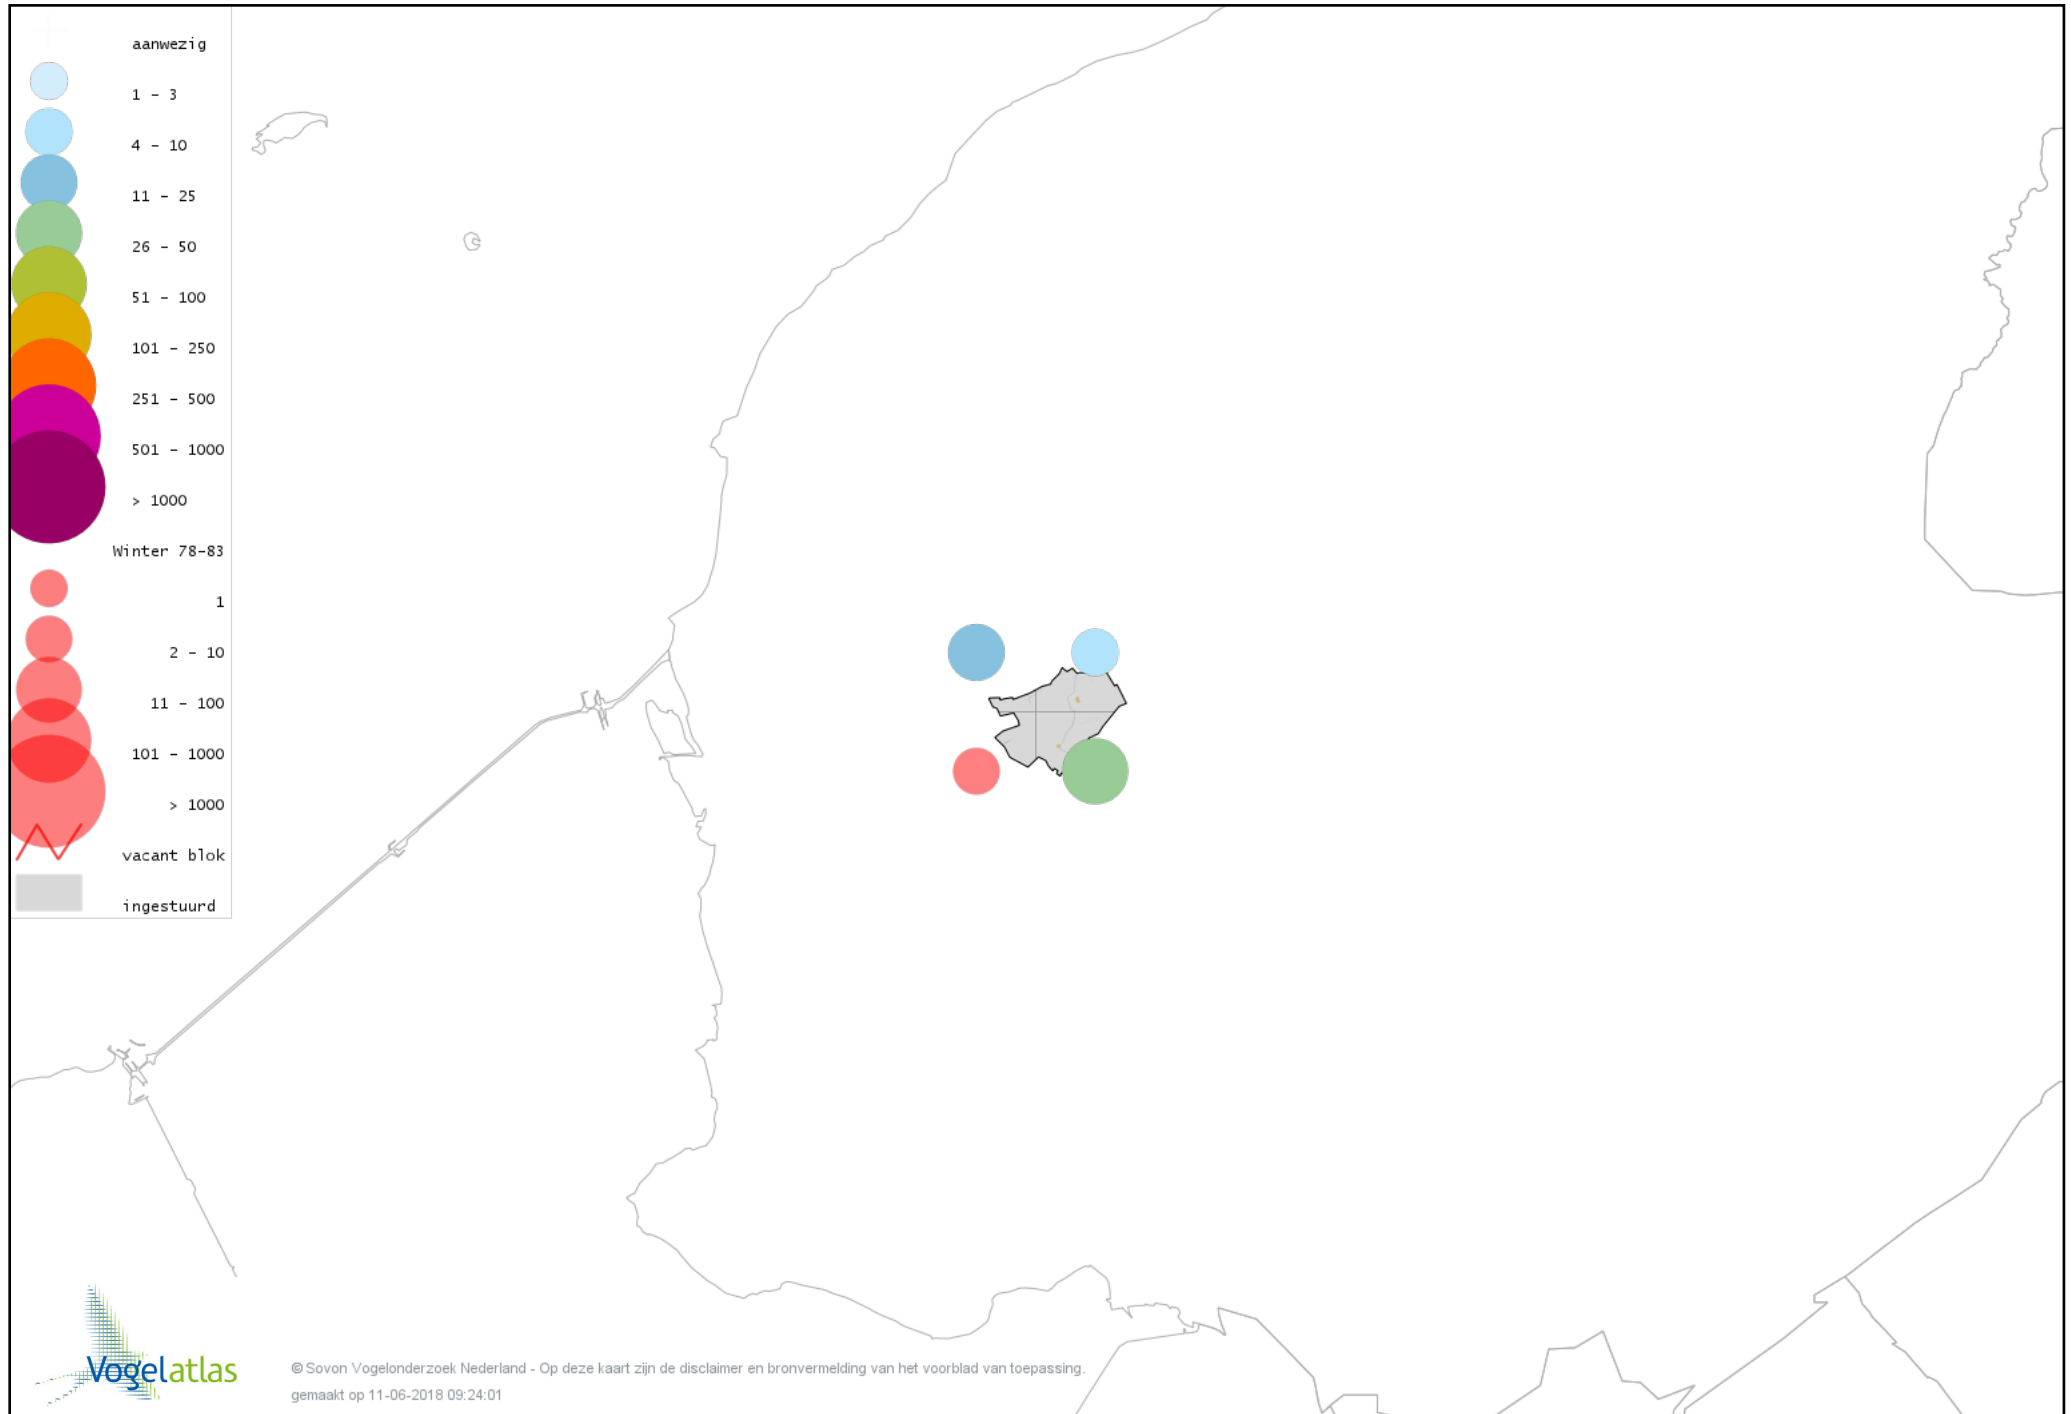 aanwezig
1 - 3
4 - 10
11 - 25
26 - 50
51 - 100
101 - 250
251 - 500
501 - 1000
> 1000
Winter 78-83
1
2 - 10
11 - 100
101 - 1000
> 1000
vacant blok
ingestuurd
Vogelatlas
© Sovon Vogelonderzoek Nederland - Op deze kaart zijn de disclaimer en bronvermelding van het voorblad van toepassing.
gemaakt op 11-06-2018 09:24:01